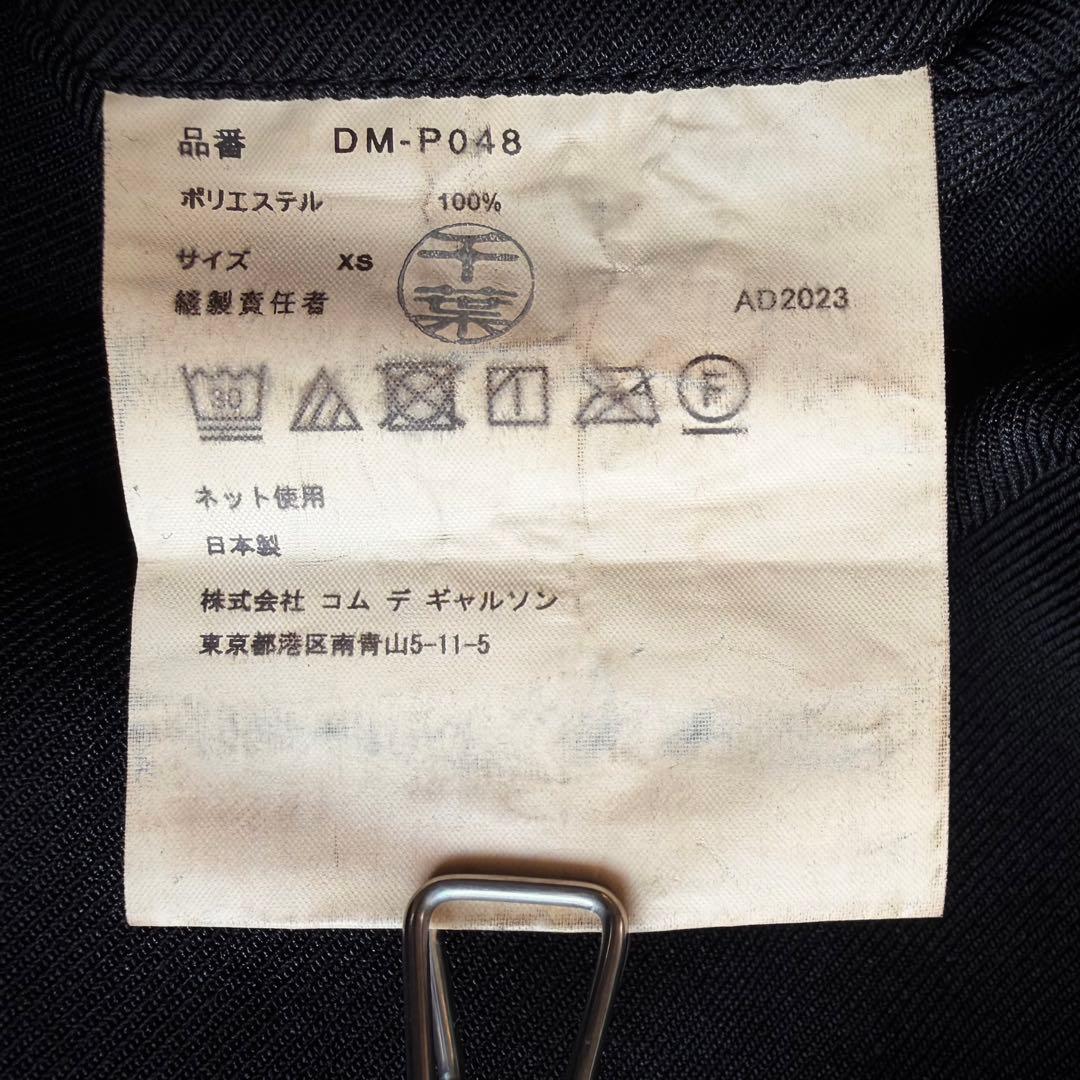 品番 DM-P048
ポリエステル 100%
サイズ XS
縫製責任者 千葉 AD2023
30 F
ネット使用
日本製
株式会社 コム デ ギャルソン
東京都港区南青山5-11-5